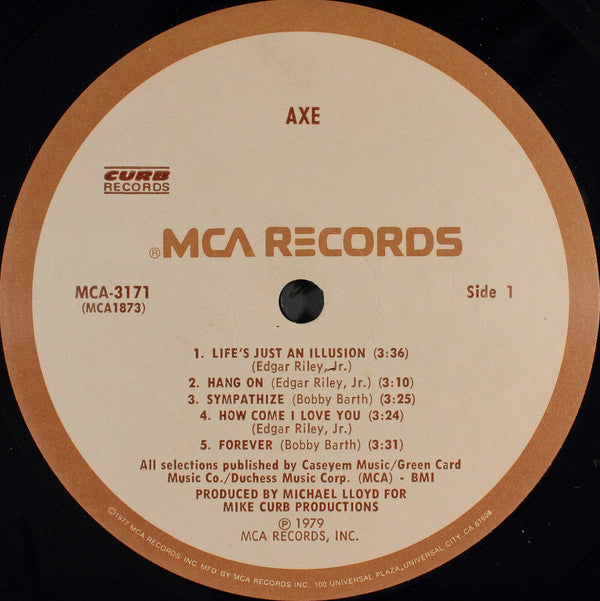 AXE
CURB
RECORDS
® MCA RECORDS
MCA-3171
(MCA1873)
Side 1
1. LIFE'S JUST AN ILLUSION (3:36)
(Edgar Riley, Jr.)
2. HANG ON (Edgar Riley, Jr.) (3:10)
3. SYMPATHIZE (Bobby Barth) (3:25)
4. HOW COME I LOVE YOU (3:24)
(Edgar Riley, Jr.)
5. FOREVER (Bobby Barth) (3:31)
All selections published by Caseyem Music/Green Card
Music Co./Duchess Music Corp. (MCA) - BMI
PRODUCED BY MICHAEL LLOYD FOR
MIKE CURB PRODUCTIONS
℗ 1979
MCA RECORDS, INC.
©1977 MCA RECORDS INC. MFD BY MCA RECORDS INC. 100 UNIVERSAL PLAZA, UNIVERSAL CITY, CA 91608